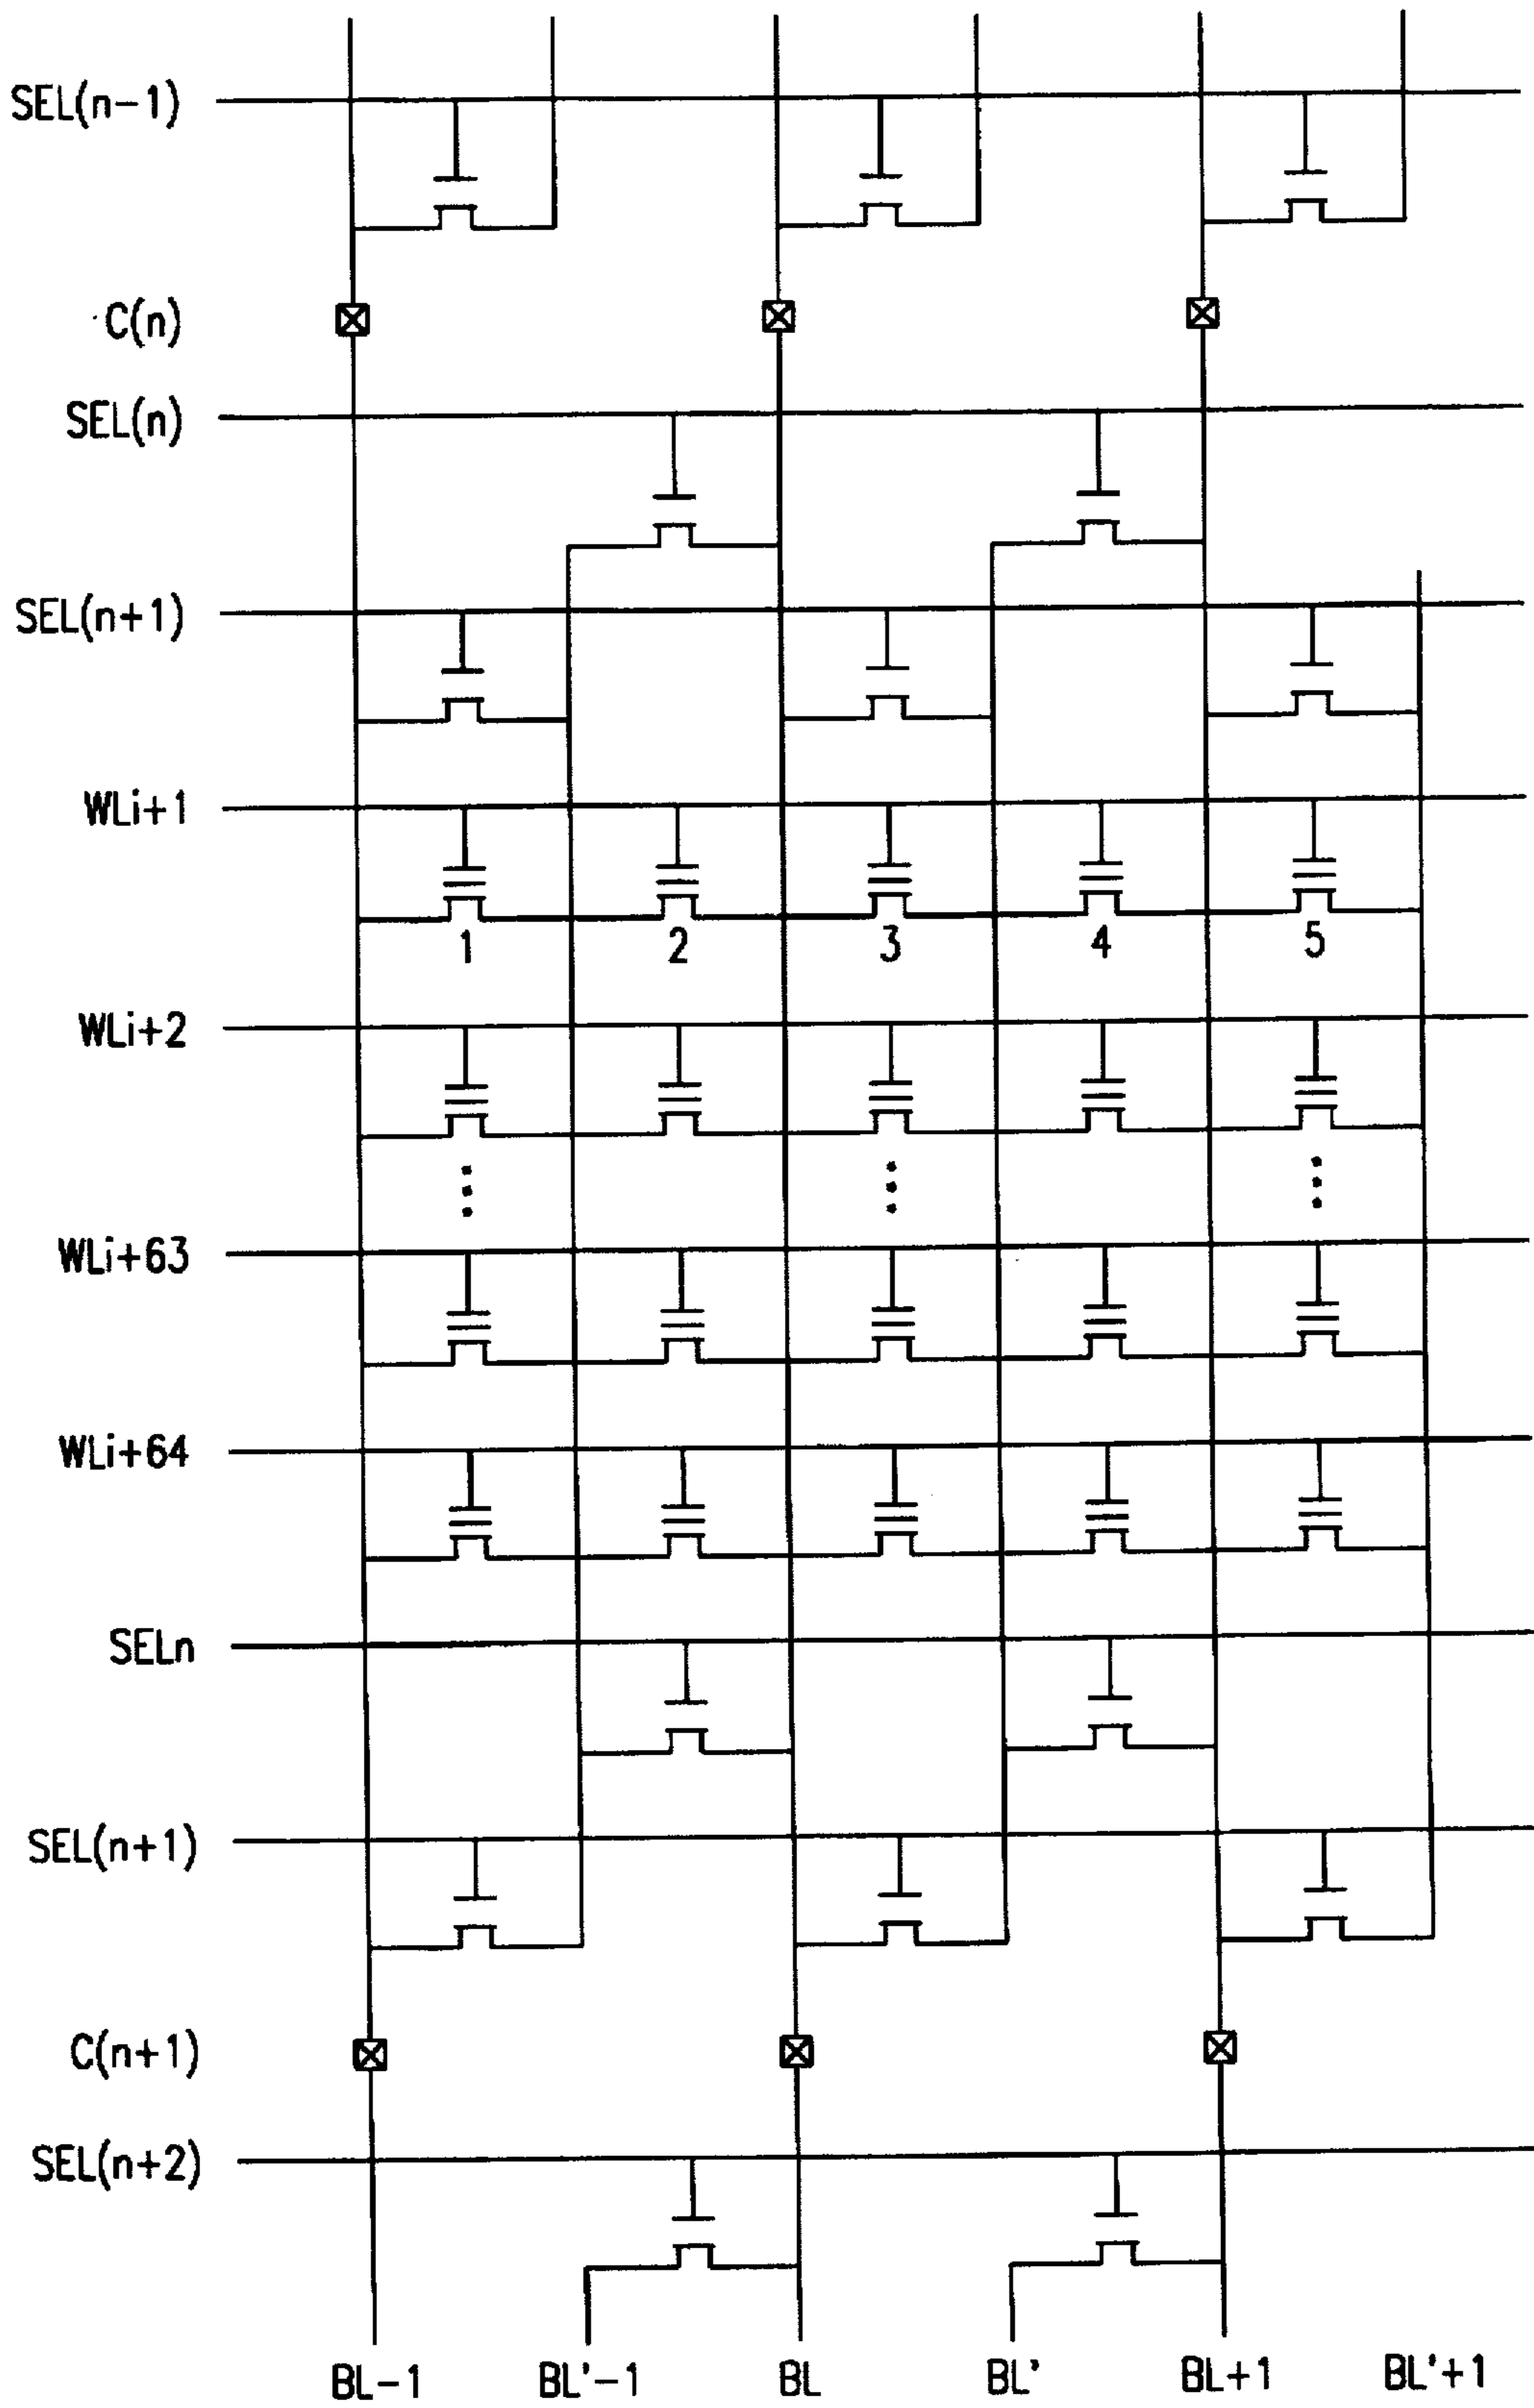 SEL(n-1)
C(n)
SEL(n)
SEL(n+1)
WLi+1
1 2 3 4 5
WLi+2
WLi+63
WLi+64
SELn
SEL(n+1)
C(n+1)
SEL(n+2)
BL-1 BL'-1 BL BL' BL+1 BL'+1